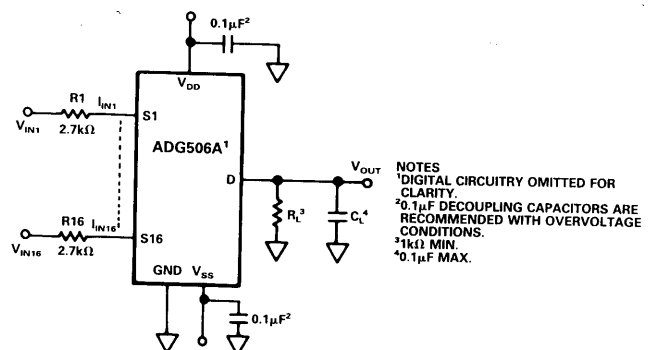 0.1µF²
V_DD
R1
I_IN1
V_IN1
2.7kΩ
S1
ADG506A¹
D
V_OUT
R_L³
C_L⁴
R16
I_IN16
V_IN16
2.7kΩ
S16
GND
V_SS
0.1µF²
NOTES
¹DIGITAL CIRCUITRY OMITTED FOR
CLARITY.
²0.1µF DECOUPLING CAPACITORS ARE
RECOMMENDED WITH OVERVOLTAGE
CONDITIONS.
³1kΩ MIN.
⁴0.1µF MAX.